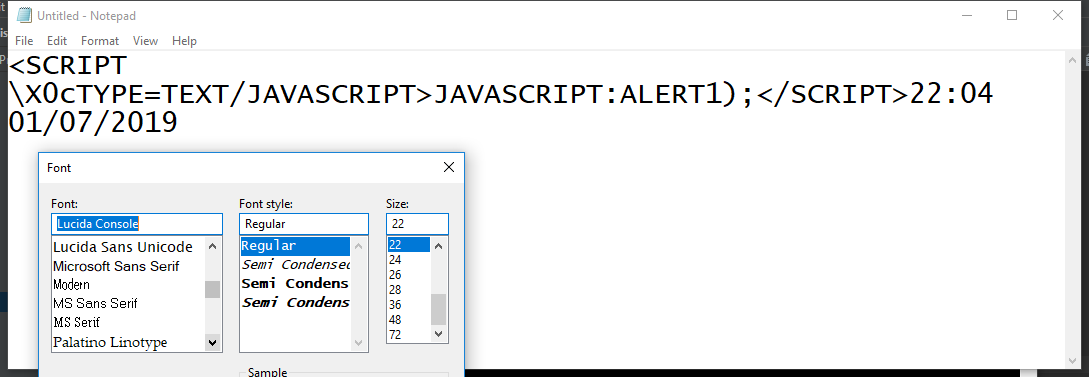 Untitled - Notepad
File Edit Format View Help
<SCRIPT
\X0cTYPE=TEXT/JAVASCRIPT>JAVASCRIPT:ALERT1);</SCRIPT>22:04
01/07/2019
Font
Font: Font style: Size:
Lucida Console Regular 22
Lucida Sans Unicode Regular 22
Microsoft Sans Serif Semi Condensed 24
Modern Semi Condens 26
MS Sans Serif Semi Condens 28
MS Serif 36
Palatino Linotype 48
72
Sample